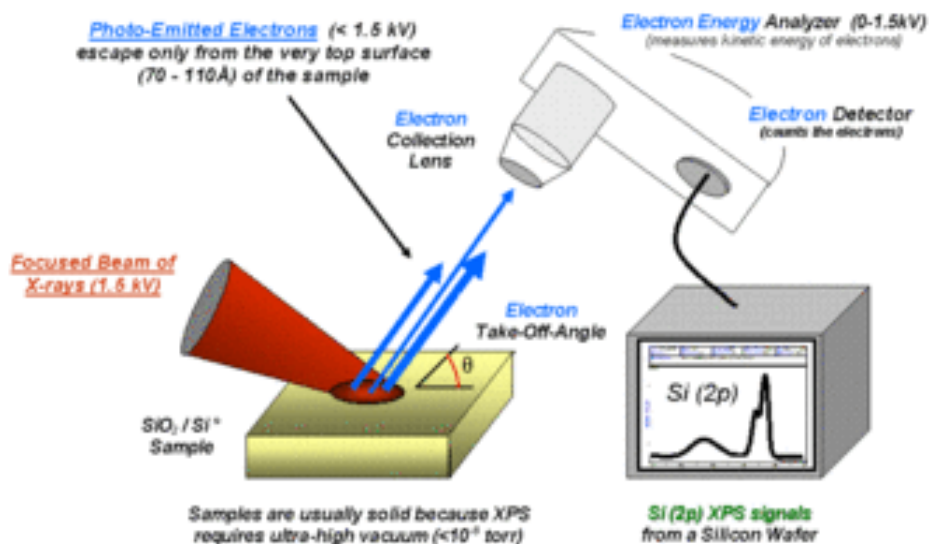 Photo-Emitted Electrons (< 1.5 kV)
escape only from the very top surface
(70 - 110Å) of the sample
Electron Energy Analyzer (0-1.5kV)
(measures kinetic energy of electrons)
Electron
Collection
Lens
Electron Detector
(counts the electrons)
Focused Beam of
X-rays (1.5 kV)
Electron
Take-Off-Angle
θ
Si (2p)
SiO₂ / Si°
Sample
Samples are usually solid because XPS
requires ultra-high vacuum (<10⁻⁸ torr)
Si (2p) XPS signals
from a Silicon Wafer